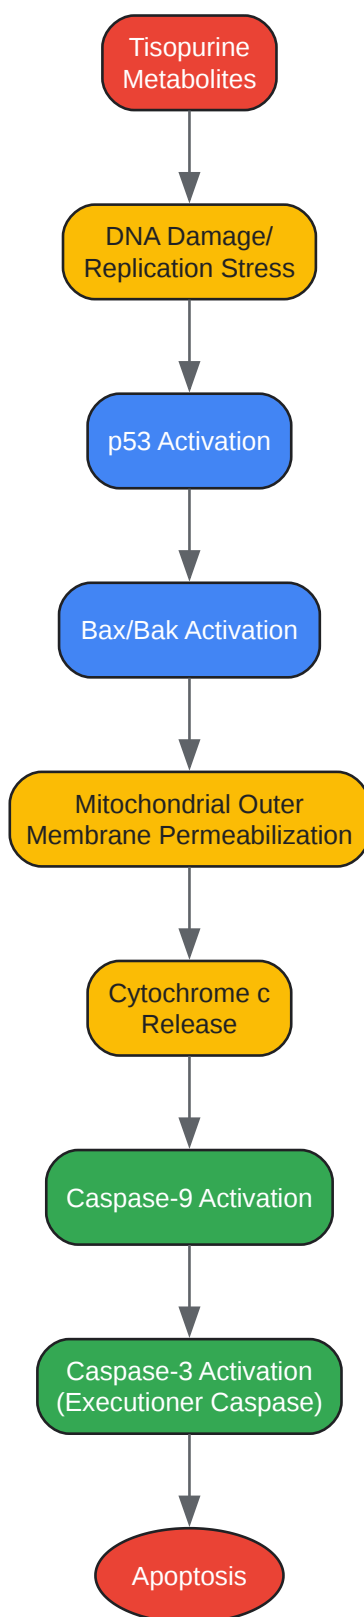 Tisopurine
Metabolites
DNA Damage/
Replication Stress
p53 Activation
Bax/Bak Activation
Mitochondrial Outer
Membrane Permeabilization
Cytochrome c
Release
Caspase-9 Activation
Caspase-3 Activation
(Executioner Caspase)
Apoptosis